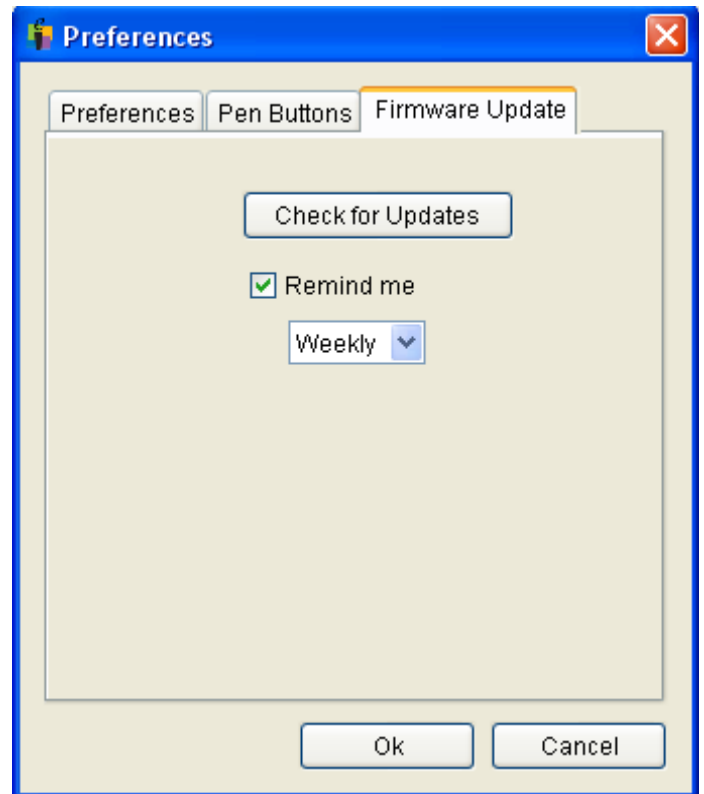 Preferences
Preferences Pen Buttons Firmware Update
Check for Updates
Remind me
Weekly
Ok Cancel